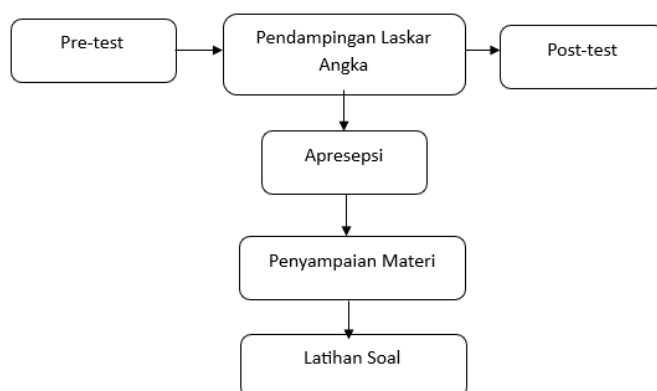 Pre-test
Pendampingan Laskar
Angka
Post-test
Apresepsi
Penyampaian Materi
Latihan Soal